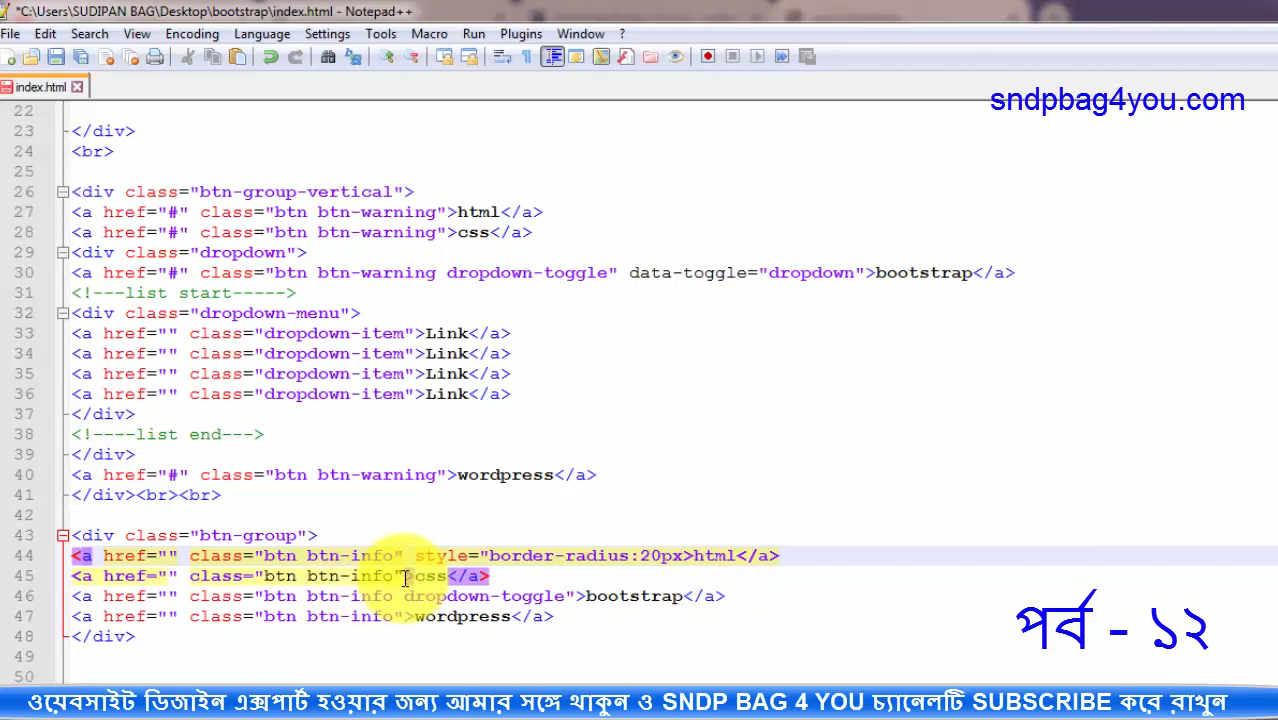 *C:\Users\SUDIPAN BAG\Desktop\bootstrap\index.html - Notepad++
File Edit Search View Encoding Language Settings Tools Macro Run Plugins Window ?
index.html
sndpbag4you.com
22
23 </div>
24 <br>
25
26 <div class="btn-group-vertical">
27 <a href="#" class="btn btn-warning">html</a>
28 <a href="#" class="btn btn-warning">css</a>
29 <div class="dropdown">
30 <a href="#" class="btn btn-warning dropdown-toggle" data-toggle="dropdown">bootstrap</a>
31 <!---list start----->
32 <div class="dropdown-menu">
33 <a href="" class="dropdown-item">Link</a>
34 <a href="" class="dropdown-item">Link</a>
35 <a href="" class="dropdown-item">Link</a>
36 <a href="" class="dropdown-item">Link</a>
37 </div>
38 <!----list end--->
39 </div>
40 <a href="#" class="btn btn-warning">wordpress</a>
41 </div><br><br>
42
43 <div class="btn-group">
44 <a href="" class="btn btn-info" style="border-radius:20px>html</a>
45 <a href="" class="btn btn-info">css</a>
46 <a href="" class="btn btn-info dropdown-toggle">bootstrap</a>
47 <a href="" class="btn btn-info">wordpress</a>
48 </div>
49
50
পর্ব - ১২
ওয়েবসাইট ডিজাইন এক্সপার্ট হওয়ার জন্য আমার সঙ্গে থাকুন ও SNDP BAG 4 YOU চ্যানেলটি SUBSCRIBE করে রাখুন